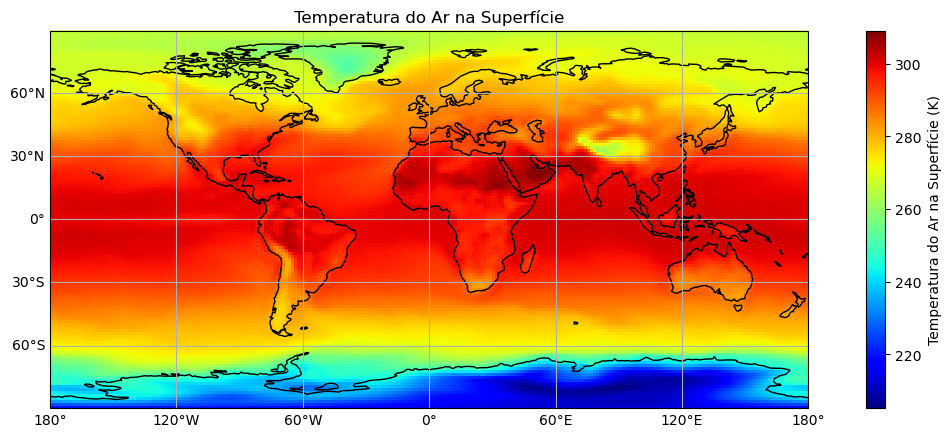 Temperatura do Ar na Superfície
60°N
30°N
0°
30°S
60°S
180°
120°W
60°W
0°
60°E
120°E
180°
300
280
260
240
220
Temperatura do Ar na Superfície (K)